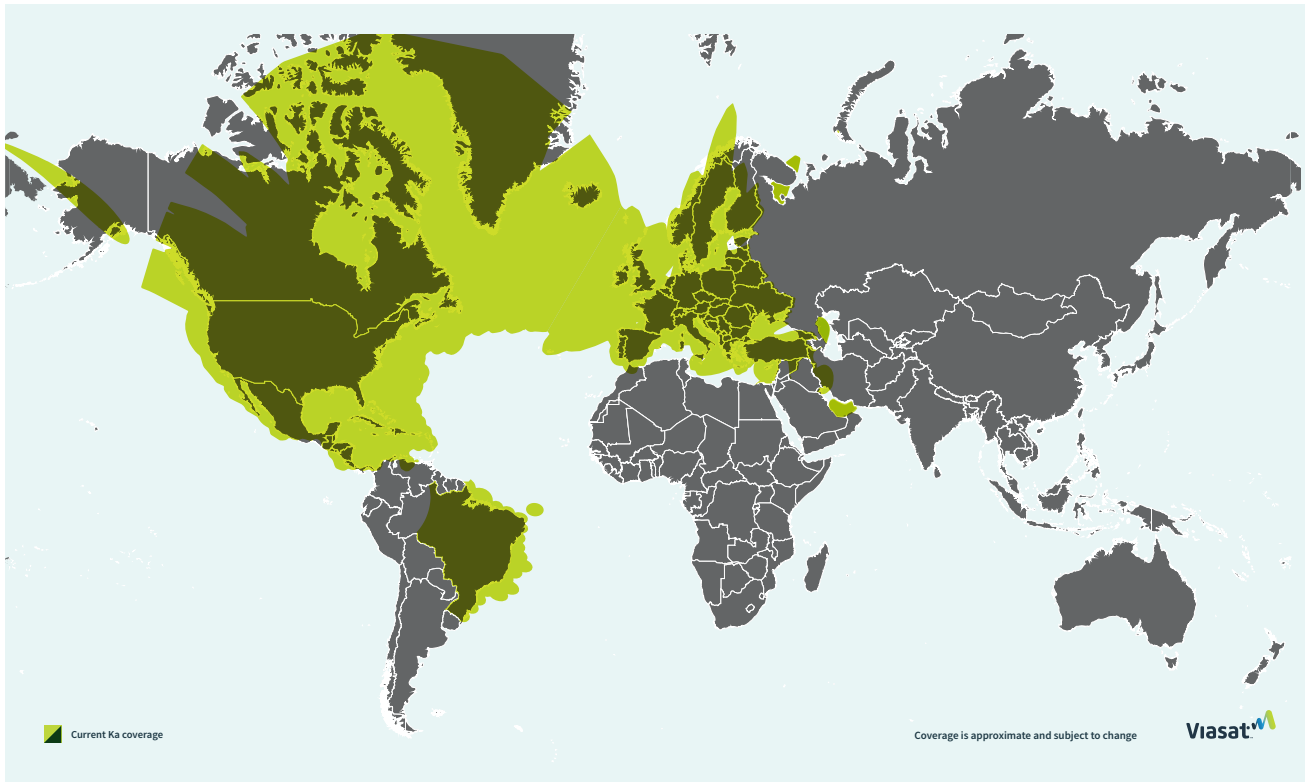 Current Ka coverage
Coverage is approximate and subject to change
Viasat